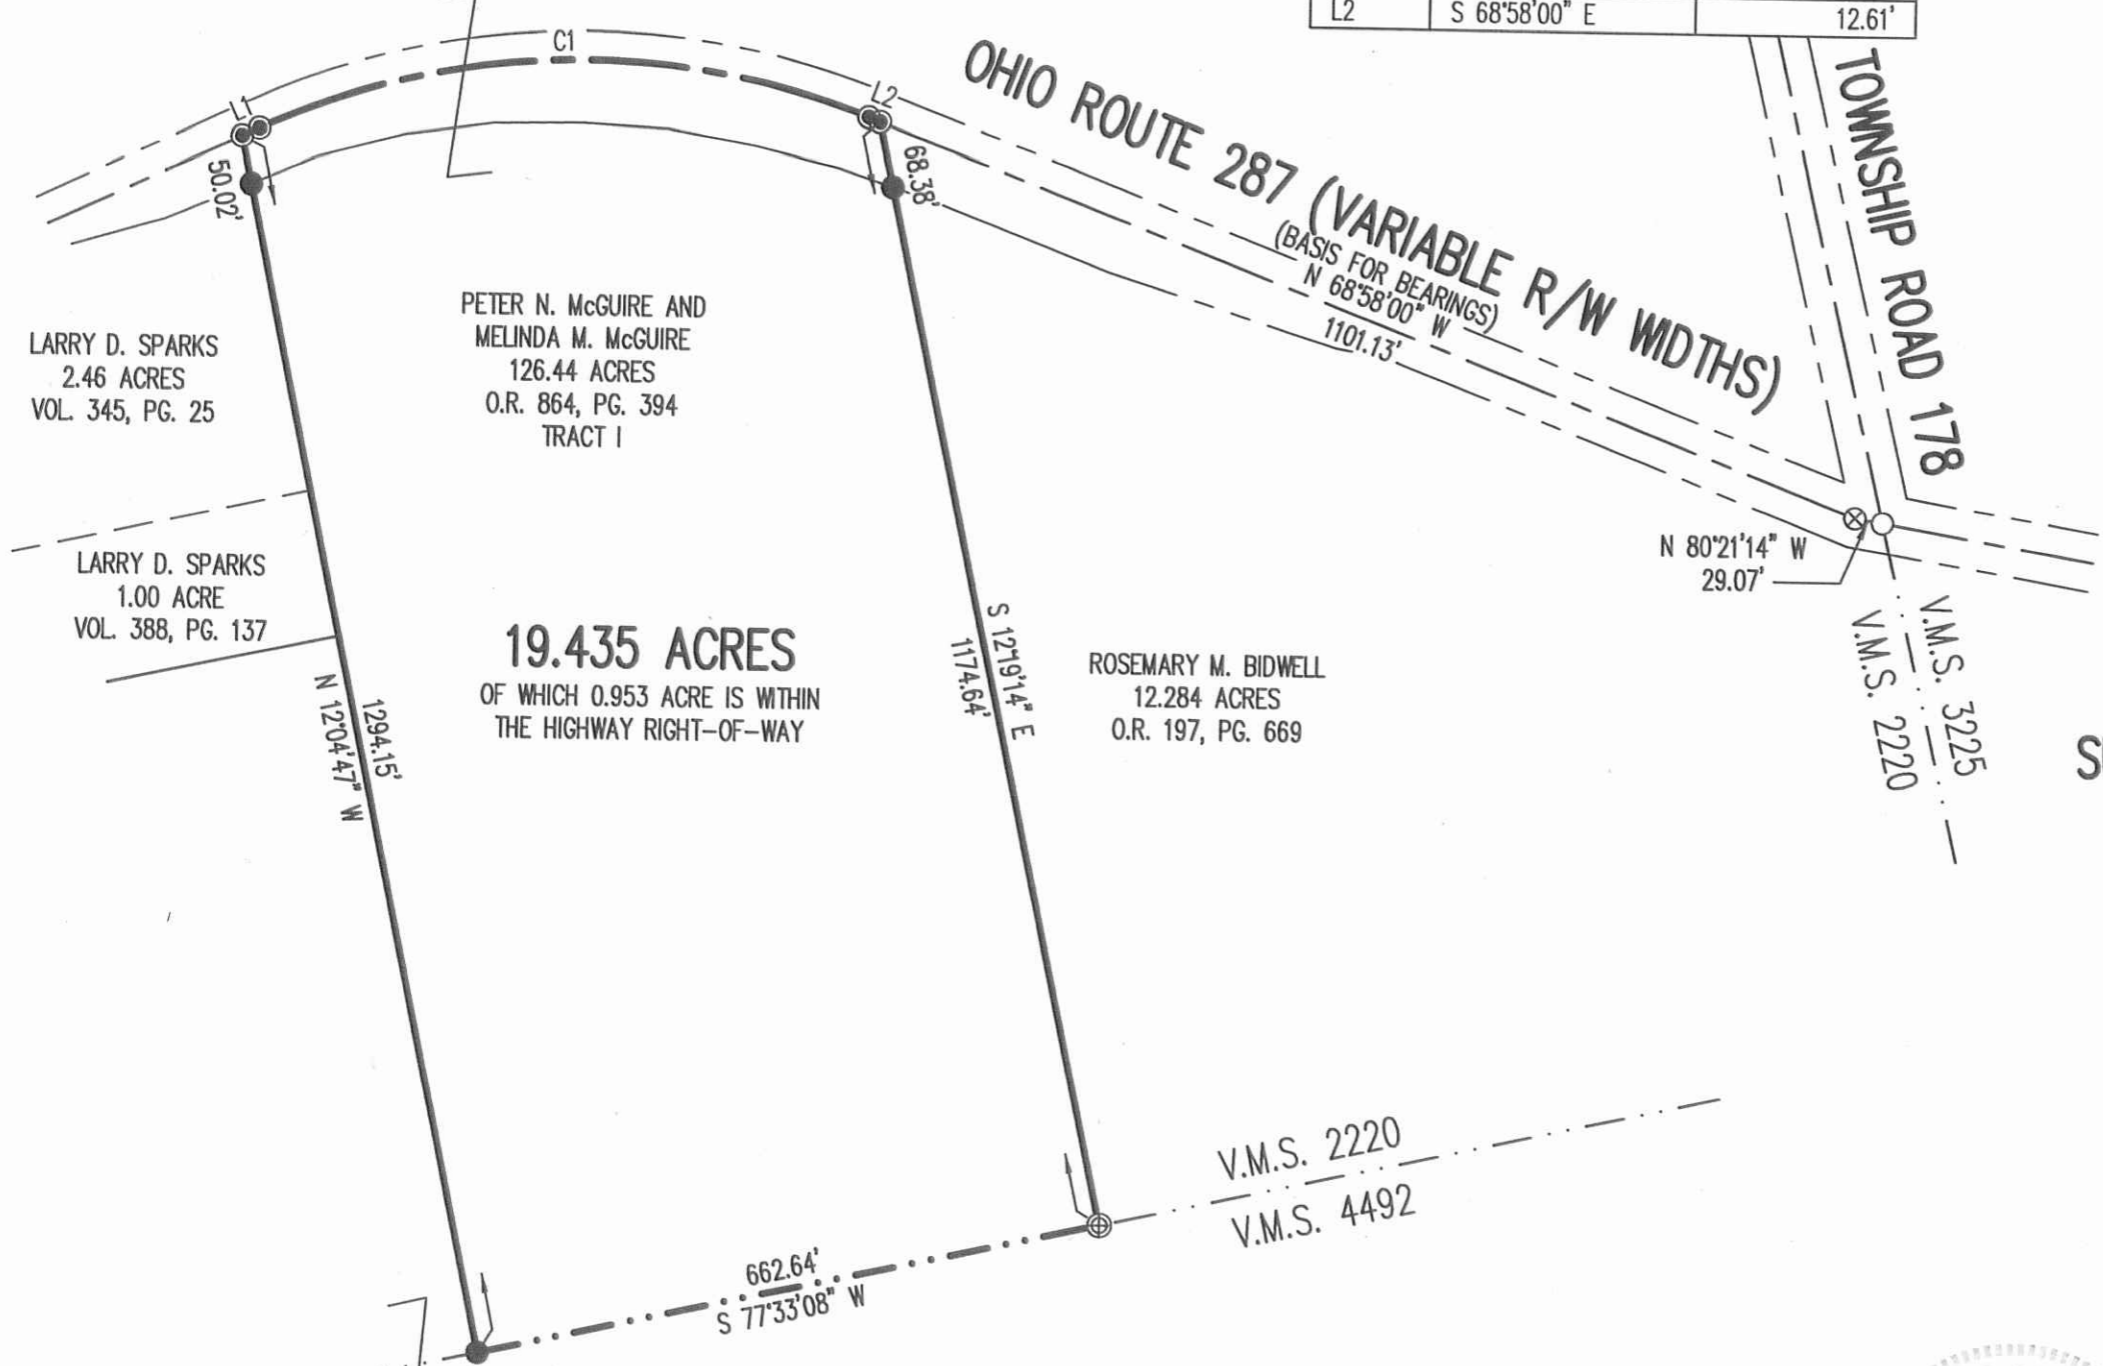 L2 S 68°58'00" E 12.61'
C1
L1
L2
OHIO ROUTE 287 (VARIABLE R/W WIDTHS)
(BASIS FOR BEARINGS)
N 68°58'00" W
1101.13'
TOWNSHIP ROAD 178
50.02'
68.38'
LARRY D. SPARKS
2.46 ACRES
VOL. 345, PG. 25
PETER N. McGUIRE AND
MELINDA M. McGUIRE
126.44 ACRES
O.R. 864, PG. 394
TRACT I
N 80°21'14" W
29.07'
LARRY D. SPARKS
1.00 ACRE
VOL. 388, PG. 137
19.435 ACRES
OF WHICH 0.953 ACRE IS WITHIN
THE HIGHWAY RIGHT-OF-WAY
S 12°19'14" E
1174.64'
ROSEMARY M. BIDWELL
12.284 ACRES
O.R. 197, PG. 669
V.M.S. 3225
V.M.S. 2220
S
1294.15'
N 12°04'47" W
V.M.S. 2220
V.M.S. 4492
662.64'
S 77°33'08" W